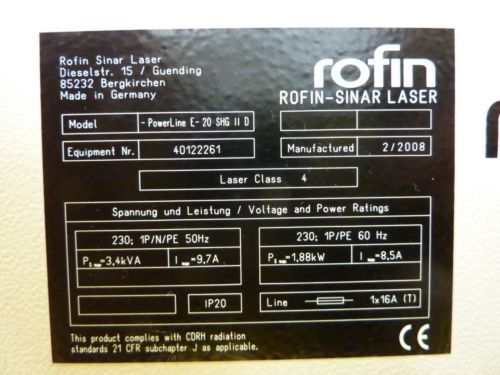 Rofin Sinar Laser
Dieselstr. 15 / Guending
85232 Bergkirchen
Made in Germany
rofin
ROFIN-SINAR LASER
Model -PowerLine E- 20 SHG II D
Equipment Nr. 40122261
Manufactured 2/2008
Laser Class 4
Spannung und Leistung / Voltage and Power Ratings
230; 1P/N/PE 50Hz
230; 1P/PE 60 Hz
P =3,4kVA I =9,7A
P =1,88kW I =8,5A
IP20
Line 1x16A (T)
This product complies with CDRH radiation
standards 21 CFR subchapter J as applicable.
CE